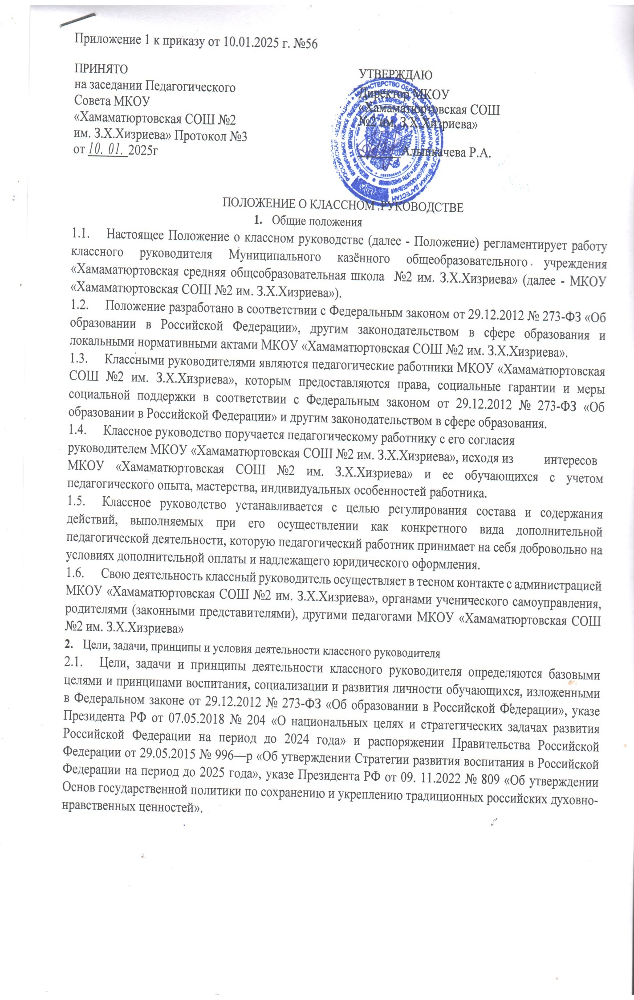 Приложение 1 к приказу от 10.01.2025 г. №56
ПРИНЯТО
на заседании Педагогического
Совета МКОУ
«Хамаматюртовская СОШ №2
им. З.Х.Хизриева» Протокол №3
от 10. 01. 2025г
УТВЕРЖДАЮ
Директор МКОУ
«Хамаматюртовская СОШ
№2 им. З.Х.Хизриева»
Алыпкачева Р.А.
РОССИЙСКАЯ ФЕДЕРАЦИЯ • МИНИСТЕРСТВО ОБРАЗОВАНИЯ И НАУКИ РЕСПУБЛИКИ ДАГЕСТАН
ПОЛОЖЕНИЕ О КЛАССНОМ РУКОВОДСТВЕ
1. Общие положения
1.1. Настоящее Положение о классном руководстве (далее - Положение) регламентирует работу
классного руководителя Муниципального казённого общеобразовательного учреждения
«Хамаматюртовская средняя общеобразовательная школа №2 им. З.Х.Хизриева» (далее - МКОУ
«Хамаматюртовская СОШ №2 им. З.Х.Хизриева»).
1.2. Положение разработано в соответствии с Федеральным законом от 29.12.2012 № 273-ФЗ «Об
образовании в Российской Федерации», другим законодательством в сфере образования и
локальными нормативными актами МКОУ «Хамаматюртовская СОШ №2 им. З.Х.Хизриева».
1.3. Классными руководителями являются педагогические работники МКОУ «Хамаматюртовская
СОШ №2 им. З.Х.Хизриева», которым предоставляются права, социальные гарантии и меры
социальной поддержки в соответствии с Федеральным законом от 29.12.2012 № 273-ФЗ «Об
образовании в Российской Федерации» и другим законодательством в сфере образования.
1.4. Классное руководство поручается педагогическому работнику с его согласия
руководителем МКОУ «Хамаматюртовская СОШ №2 им. З.Х.Хизриева», исходя из интересов
МКОУ «Хамаматюртовская СОШ №2 им. З.Х.Хизриева» и ее обучающихся с учетом
педагогического опыта, мастерства, индивидуальных особенностей работника.
1.5. Классное руководство устанавливается с целью регулирования состава и содержания
действий, выполняемых при его осуществлении как конкретного вида дополнительной
педагогической деятельности, которую педагогический работник принимает на себя добровольно на
условиях дополнительной оплаты и надлежащего юридического оформления.
1.6. Свою деятельность классный руководитель осуществляет в тесном контакте с администрацией
МКОУ «Хамаматюртовская СОШ №2 им. З.Х.Хизриева», органами ученического самоуправления,
родителями (законными представителями), другими педагогами МКОУ «Хамаматюртовская СОШ
№2 им. З.Х.Хизриева»
2. Цели, задачи, принципы и условия деятельности классного руководителя
2.1. Цели, задачи и принципы деятельности классного руководителя определяются базовыми
целями и принципами воспитания, социализации и развития личности обучающихся, изложенными
в Федеральном законе от 29.12.2012 № 273-ФЗ «Об образовании в Российской Федерации», указе
Президента РФ от 07.05.2018 № 204 «О национальных целях и стратегических задачах развития
Российской Федерации на период до 2024 года» и распоряжении Правительства Российской
Федерации от 29.05.2015 № 996—р «Об утверждении Стратегии развития воспитания в Российской
Федерации на период до 2025 года», указе Президента РФ от 09. 11.2022 № 809 «Об утверждении
Основ государственной политики по сохранению и укреплению традиционных российских духовно-
нравственных ценностей».